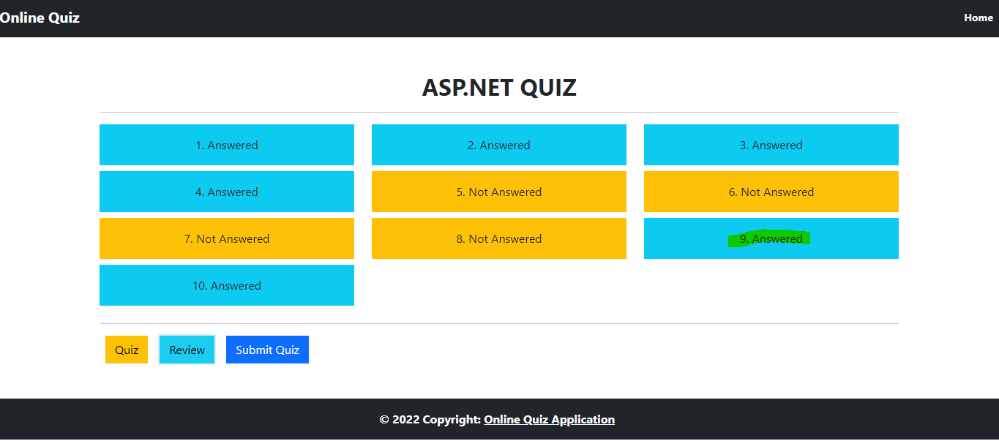 Online Quiz Home
ASP.NET QUIZ
1. Answered 2. Answered 3. Answered
4. Answered 5. Not Answered 6. Not Answered
7. Not Answered 8. Not Answered 9. Answered
10. Answered
Quiz Review Submit Quiz
© 2022 Copyright: Online Quiz Application